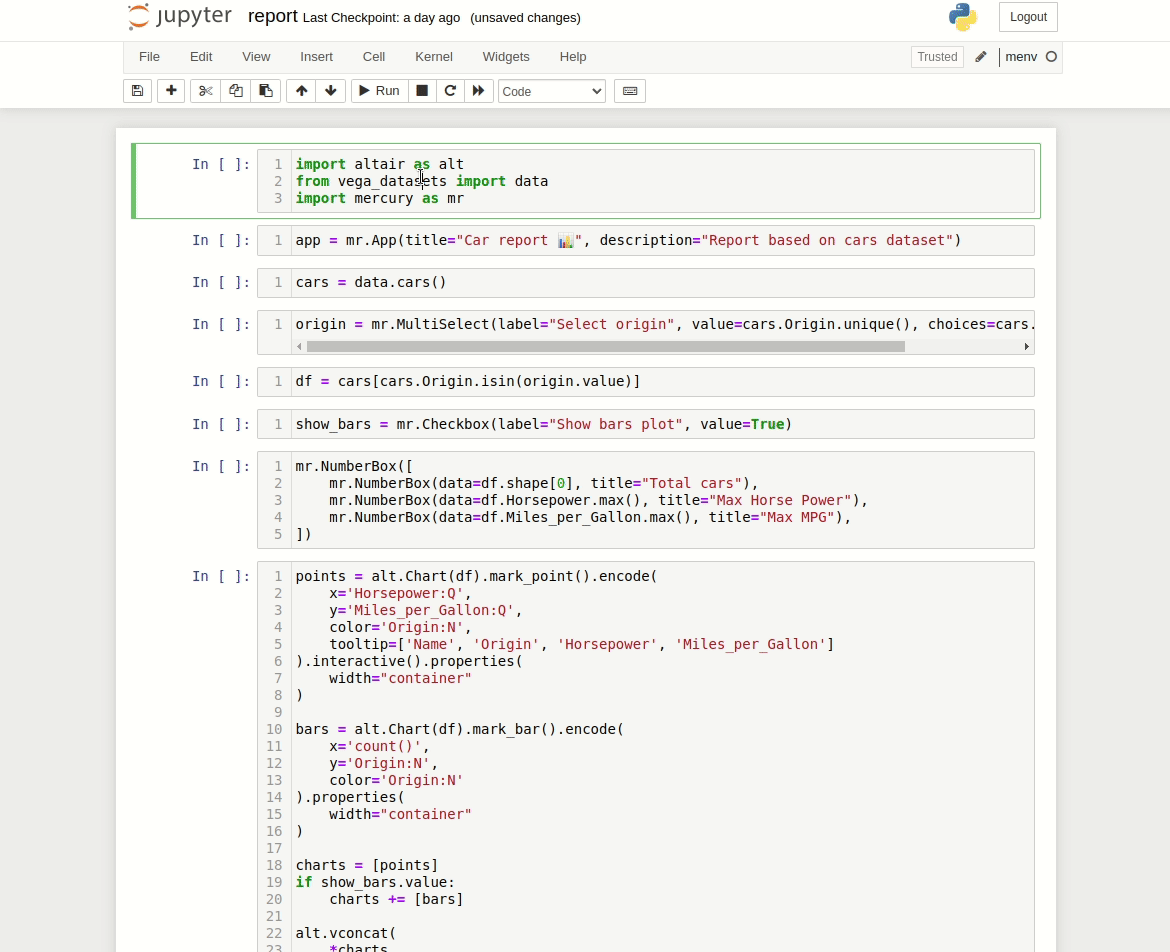 jupyter report Last Checkpoint: a day ago (unsaved changes) Logout
File Edit View Insert Cell Kernel Widgets Help Trusted menv
Run Code
In [ ]: 1 import altair as alt
2 from vega_datasets import data
3 import mercury as mr
In [ ]: 1 app = mr.App(title="Car report 📊", description="Report based on cars dataset")
In [ ]: 1 cars = data.cars()
In [ ]: 1 origin = mr.MultiSelect(label="Select origin", value=cars.Origin.unique(), choices=cars.
In [ ]: 1 df = cars[cars.Origin.isin(origin.value)]
In [ ]: 1 show_bars = mr.Checkbox(label="Show bars plot", value=True)
In [ ]: 1 mr.NumberBox([
2     mr.NumberBox(data=df.shape[0], title="Total cars"),
3     mr.NumberBox(data=df.Horsepower.max(), title="Max Horse Power"),
4     mr.NumberBox(data=df.Miles_per_Gallon.max(), title="Max MPG"),
5 ])
In [ ]: 1 points = alt.Chart(df).mark_point().encode(
2     x='Horsepower:Q',
3     y='Miles_per_Gallon:Q',
4     color='Origin:N',
5     tooltip=['Name', 'Origin', 'Horsepower', 'Miles_per_Gallon']
6 ).interactive().properties(
7     width="container"
8 )
9
10 bars = alt.Chart(df).mark_bar().encode(
11     x='count()',
12     y='Origin:N',
13     color='Origin:N'
14 ).properties(
15     width="container"
16 )
17
18 charts = [points]
19 if show_bars.value:
20     charts += [bars]
21
22 alt.vconcat(
23     *charts